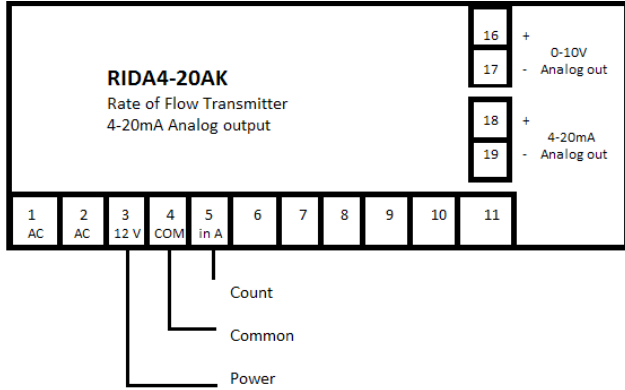 16 +
0-10V
17 - Analog out
RIDA4-20AK
Rate of Flow Transmitter
4-20mA Analog output
18 +
4-20mA
19 - Analog out
1 2 3 4 5 6 7 8 9 10 11
AC AC 12 V COM in A
Count
Common
Power